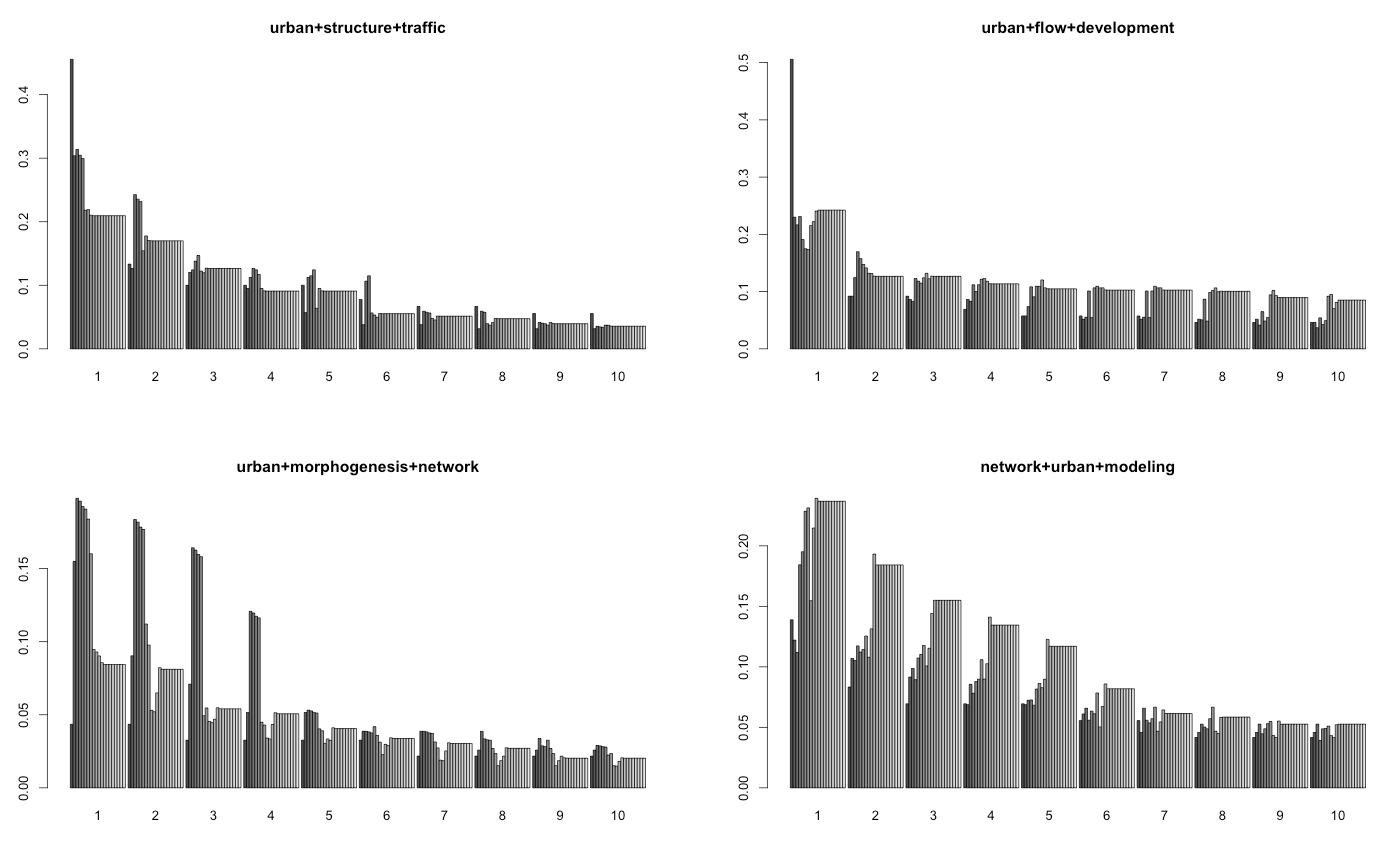 urban+structure+traffic
0.4
0.3
0.2
0.1
0.0
1 2 3 4 5 6 7 8 9 10
urban+flow+development
0.5
0.4
0.3
0.2
0.1
0.0
1 2 3 4 5 6 7 8 9 10
urban+morphogenesis+network
0.15
0.10
0.05
0.00
1 2 3 4 5 6 7 8 9 10
network+urban+modeling
0.20
0.15
0.10
0.05
0.00
1 2 3 4 5 6 7 8 9 10